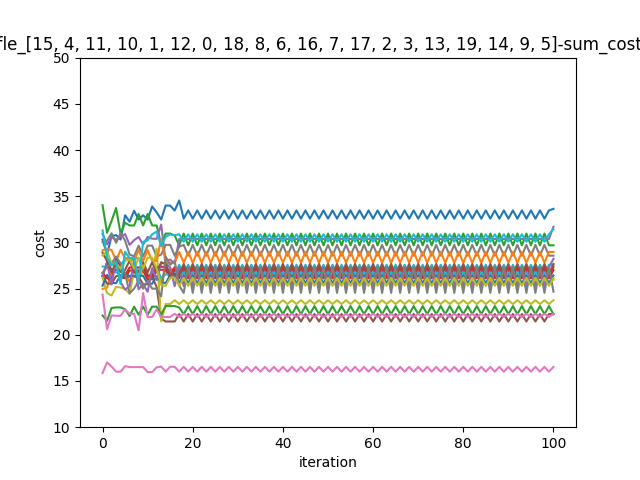 fle_[15, 4, 11, 10, 1, 12, 0, 18, 8, 6, 16, 7, 17, 2, 3, 13, 19, 14, 9, 5]-sum_cost
50
45
40
35
30
25
20
15
10
cost
0 20 40 60 80 100
iteration